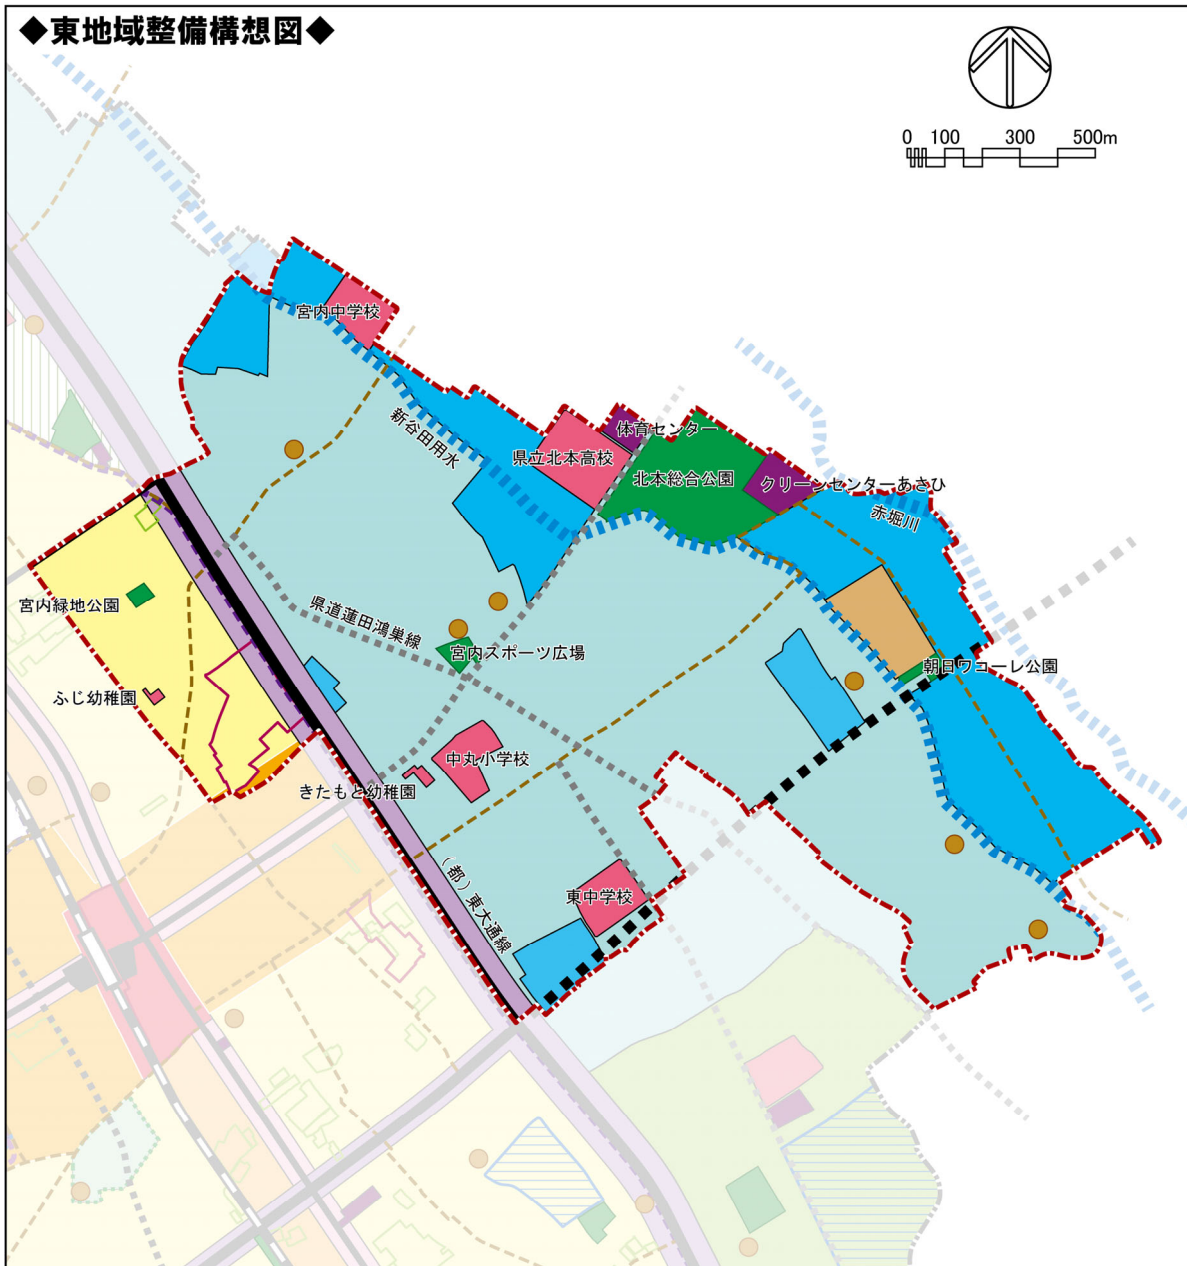 ◆東地域整備構想図◆
0 100 300 500m
宮内中学校
体育センター
新谷田用水
県立北本高校
北本総合公園
クリーンセンターあさひ
赤堀川
宮内緑地公園
県道蓮田鴻巣線
宮内スポーツ広場
朝日ワコーレ公園
ふじ幼稚園
中丸小学校
きたもと幼稚園
(都)東大通線
東中学校